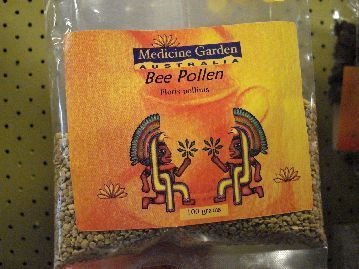 Medicine Garden
AUSTRALIA
Bee Pollen
Floris pollinis
100 grams